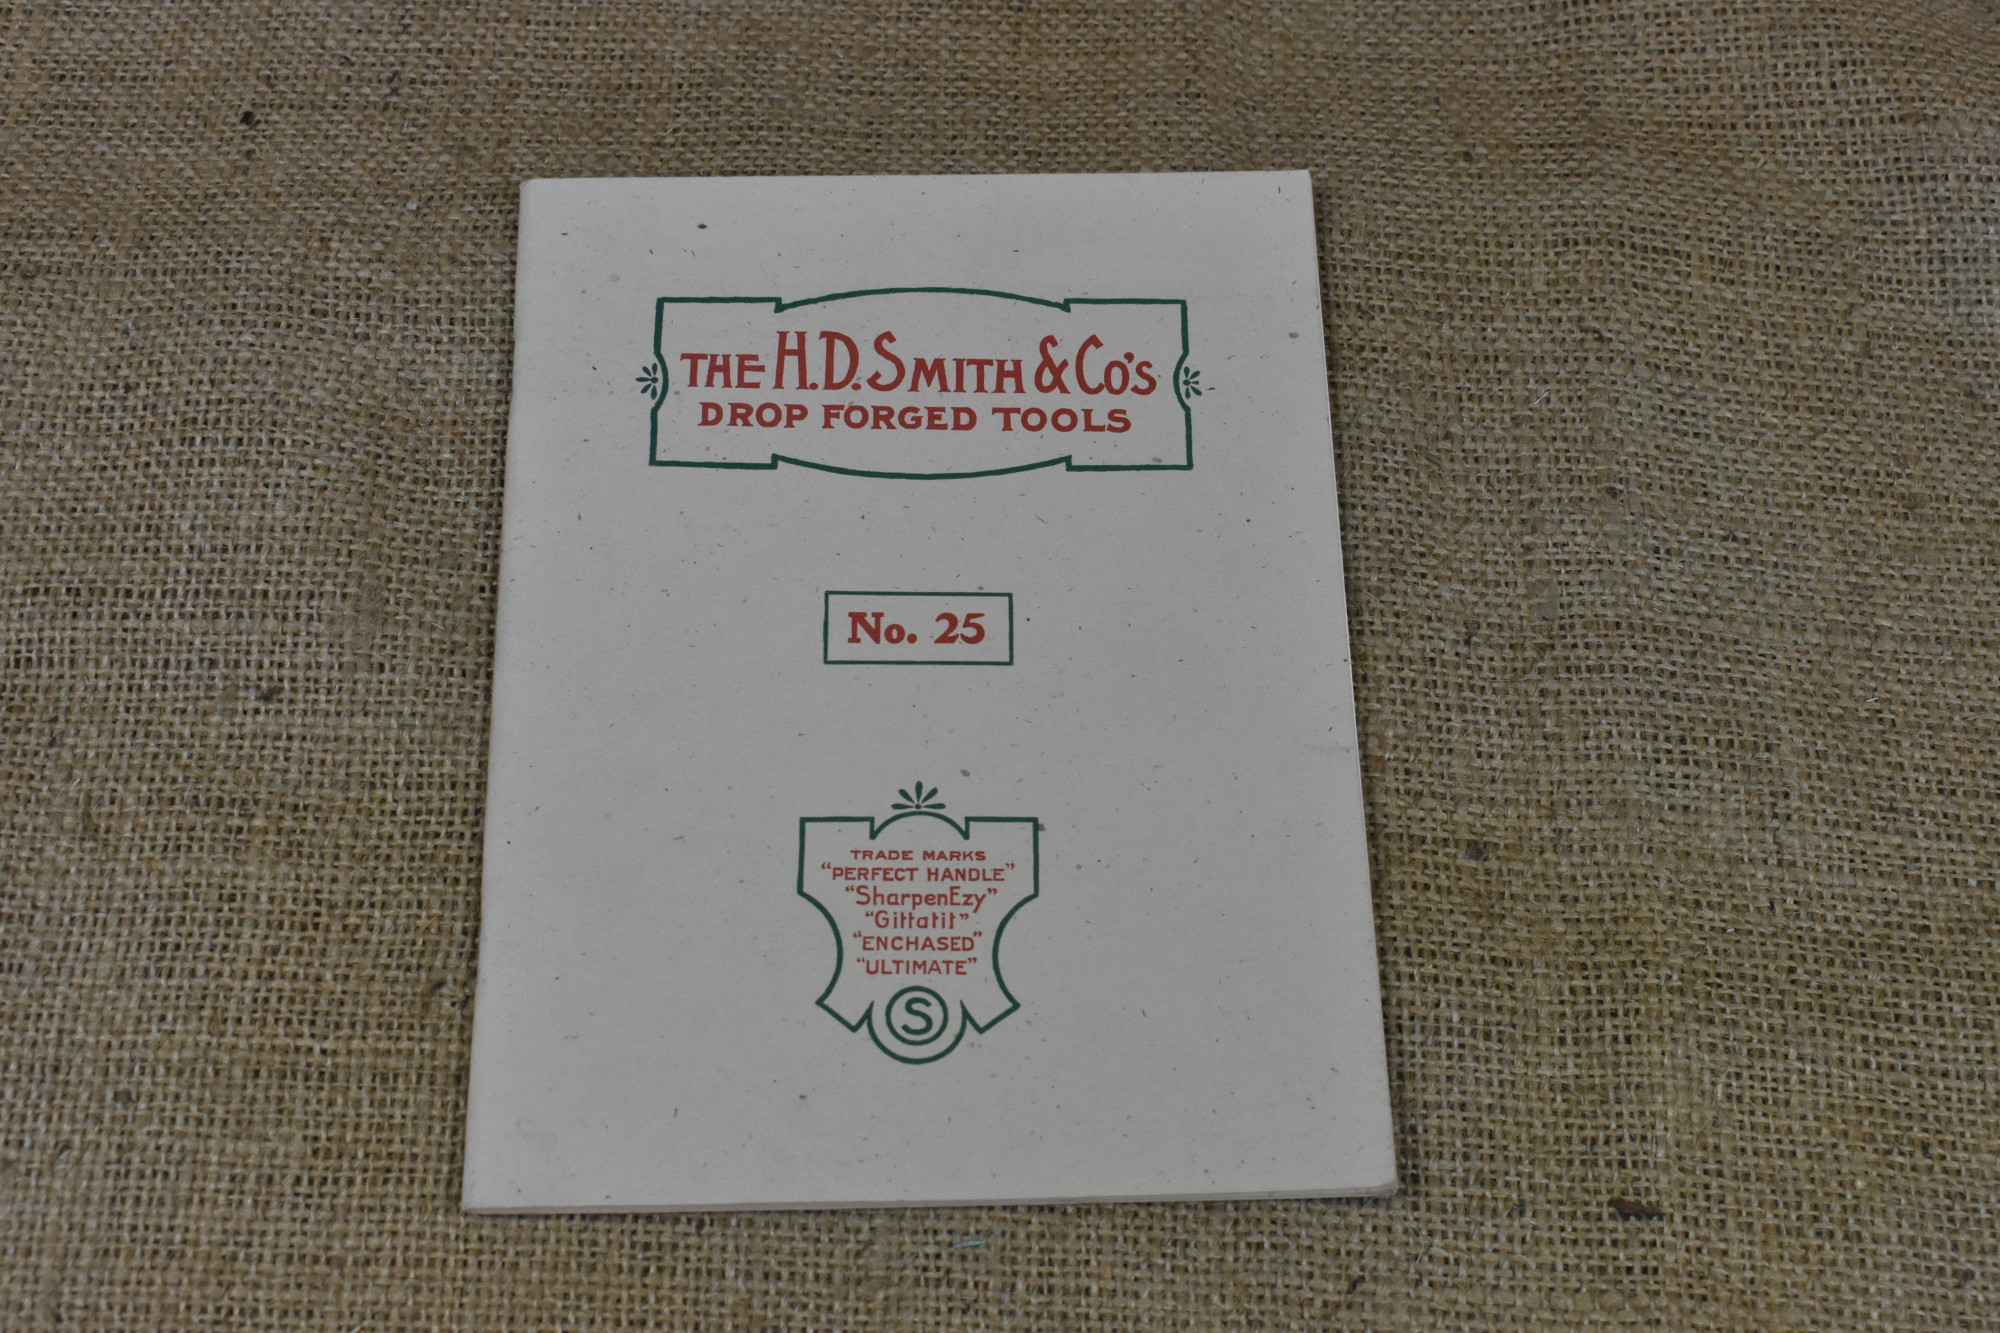 THE H.D. SMITH & CO'S
DROP FORGED TOOLS
No. 25
TRADE MARKS
"PERFECT HANDLE"
"SharpenEzy"
"Gittatit"
"ENCHASED"
"ULTIMATE"
S